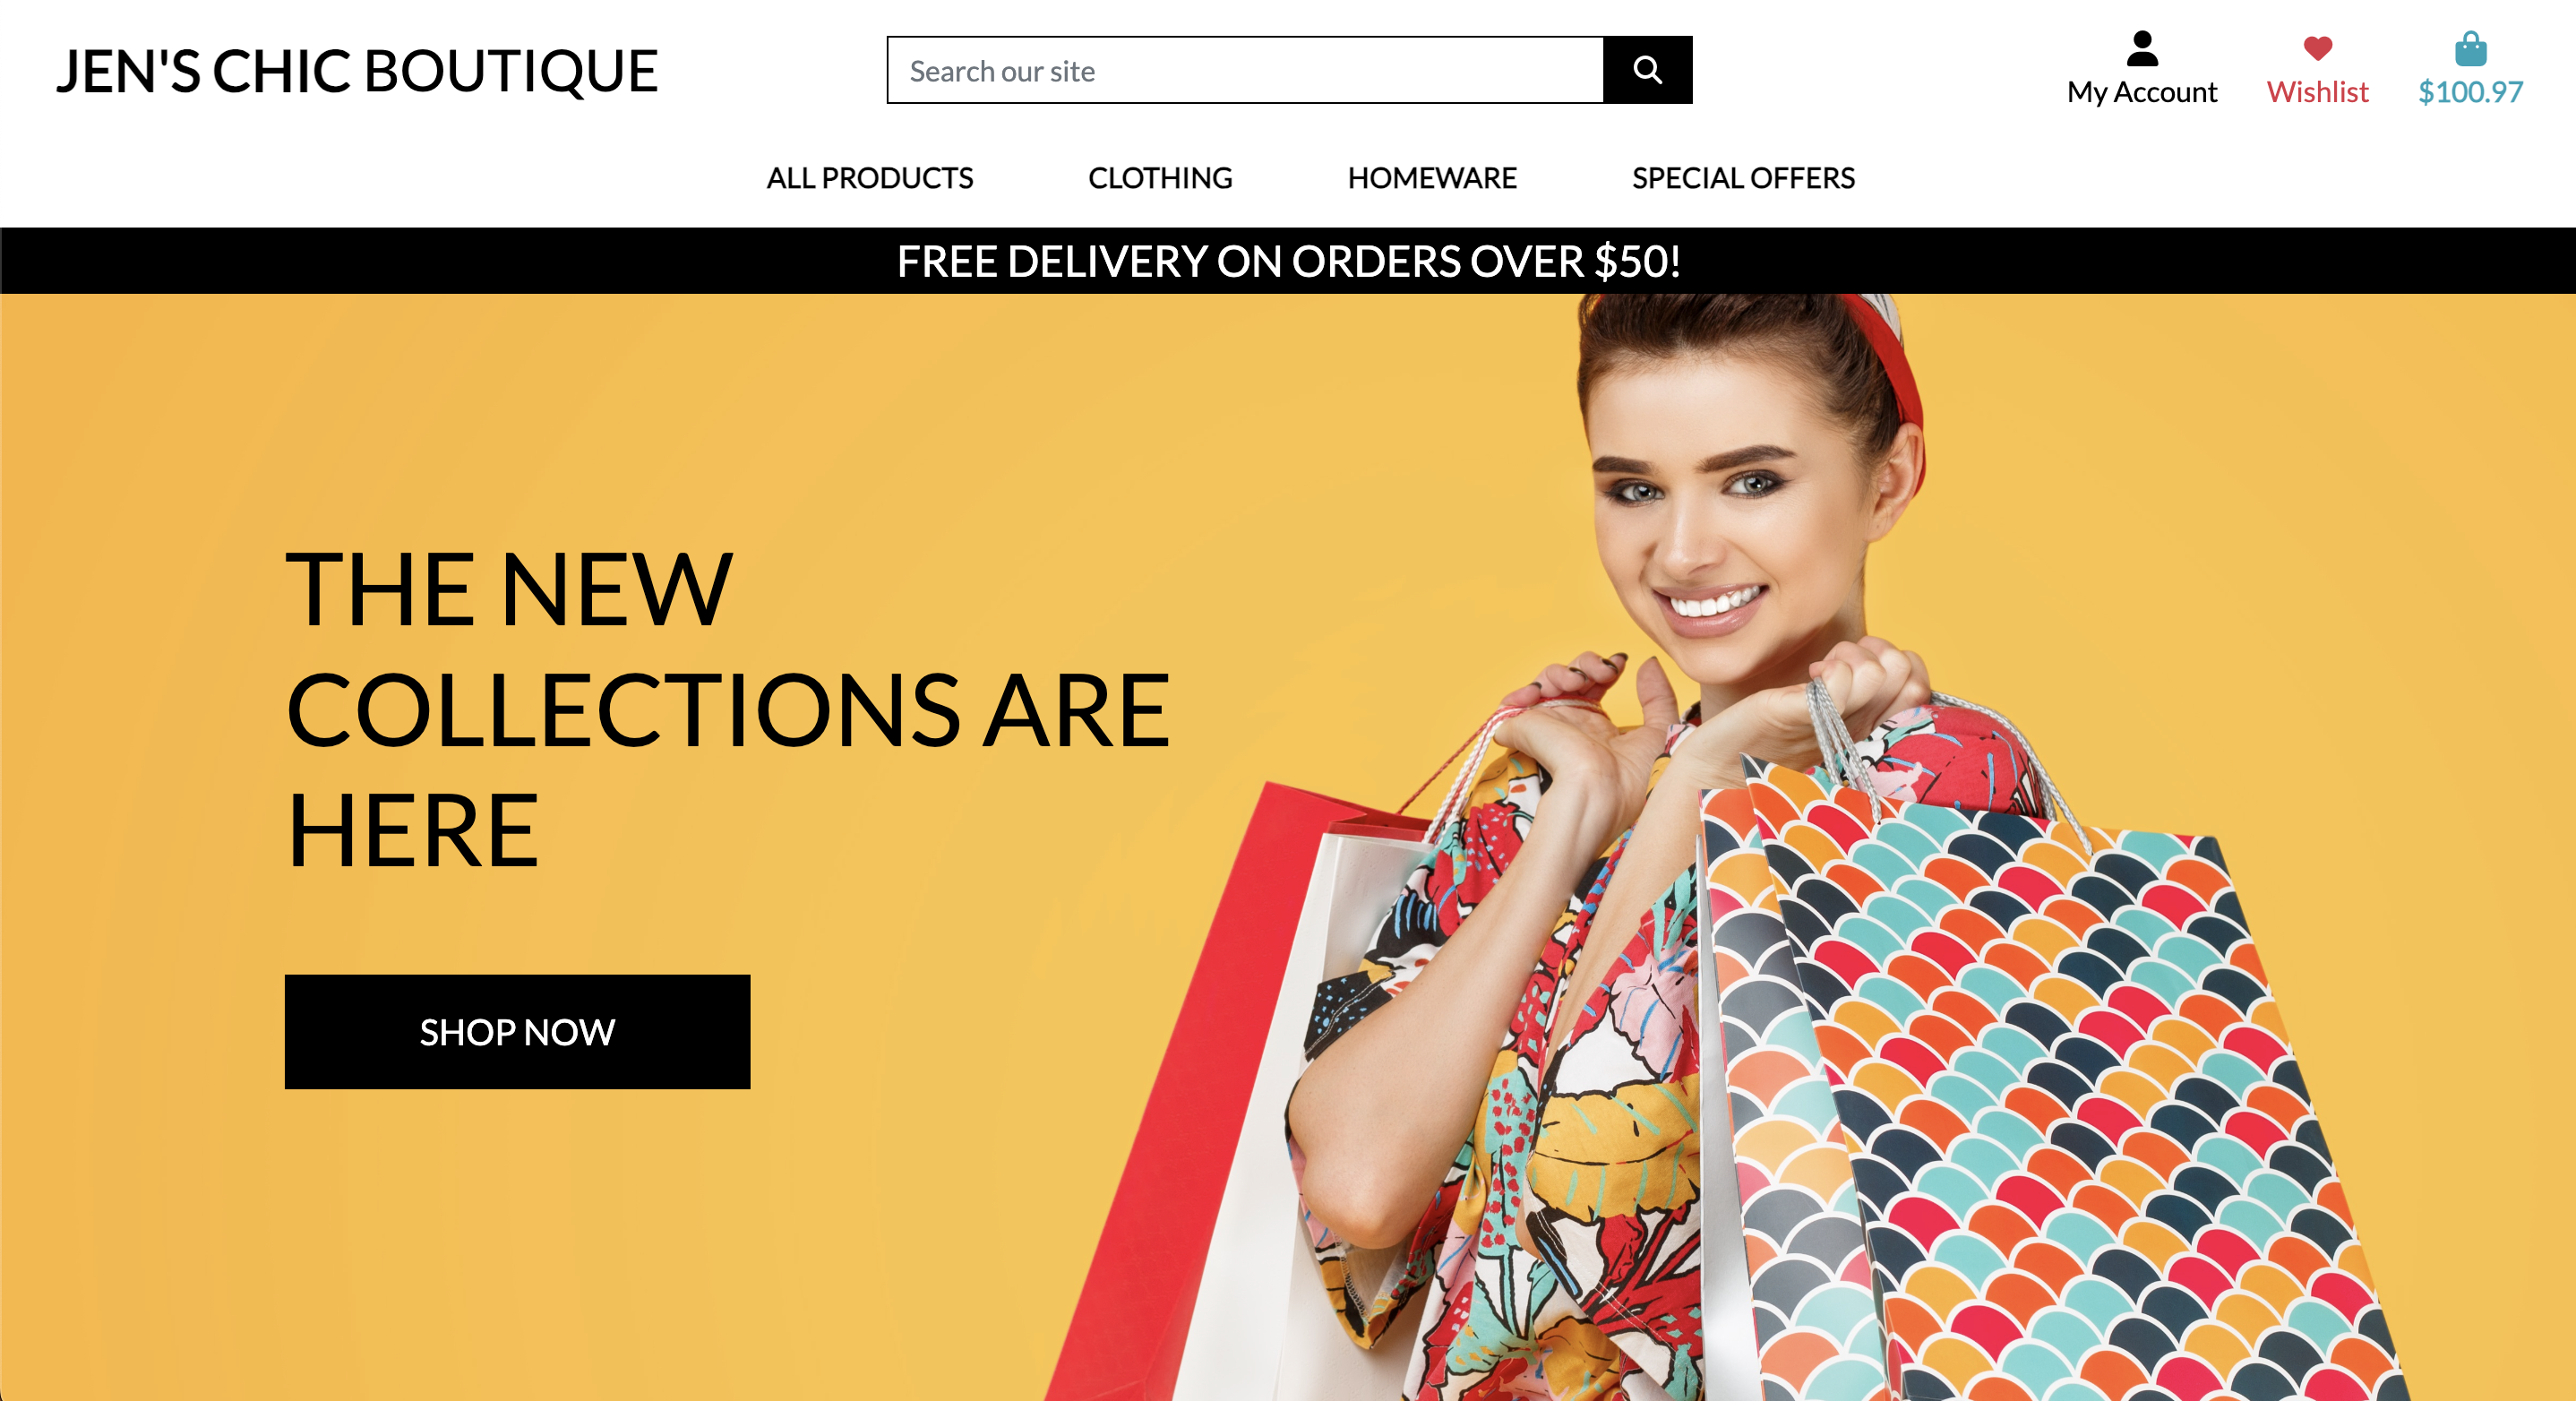 JEN'S CHIC BOUTIQUE
Search our site
My Account
Wishlist
$100.97
ALL PRODUCTS
CLOTHING
HOMEWARE
SPECIAL OFFERS
FREE DELIVERY ON ORDERS OVER $50!
THE NEW
COLLECTIONS ARE
HERE
SHOP NOW